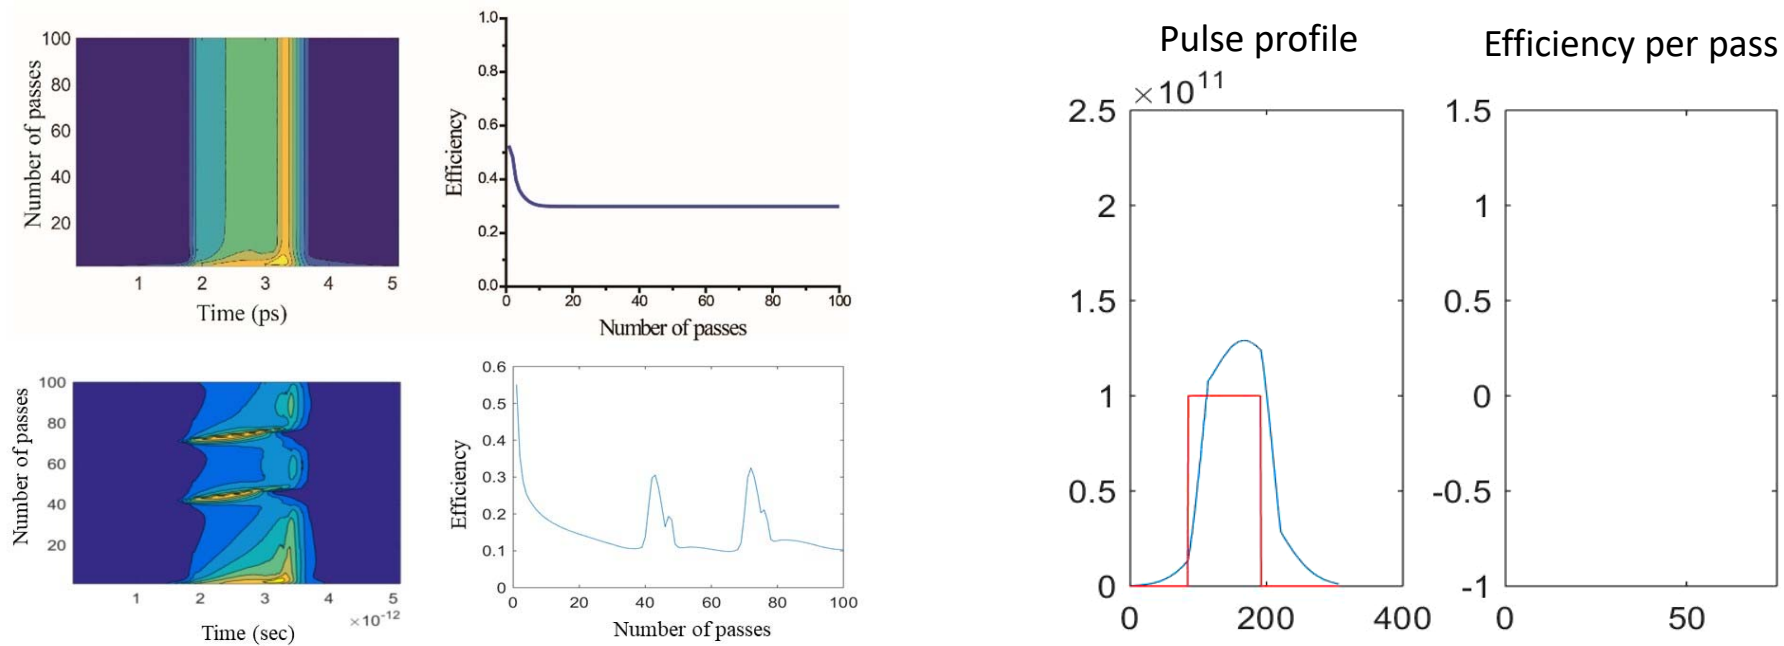 Number of passes
100
80
60
40
20
1 2 3 4 5
Time (ps)
Efficiency
1.0
0.8
0.6
0.4
0.2
0.0
0 20 40 60 80 100
Number of passes
Number of passes
100
80
60
40
20
1 2 3 4 5
×10-12
Time (sec)
Efficiency
0.6
0.5
0.4
0.3
0.2
0.1
0
0 20 40 60 80 100
Number of passes
Pulse profile
×10 11
2.5
2
1.5
1
0.5
0
0 200 400
Efficiency per pass
1.5
1
0.5
0
-0.5
-1
0 50